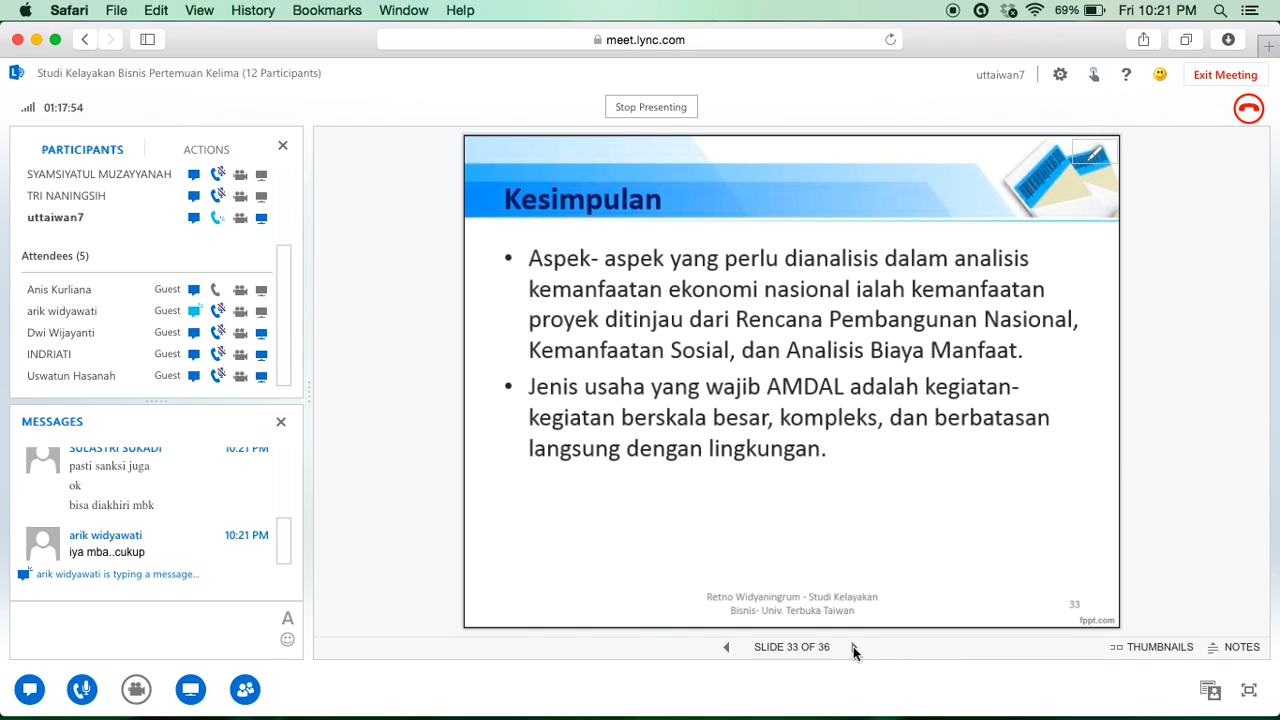 Safari File Edit View History Bookmarks Window Help 69% Fri 10:21 PM
meet.lync.com
Studi Kelayakan Bisnis Pertemuan Kelima (12 Participants)
uttaiwan7 ? Exit Meeting
01:17:54
Stop Presenting
PARTICIPANTS ACTIONS
SYAMSIYATUL MUZAYYANAH
TRI NANINGSIH
uttaiwan7
Attendees (5)
Anis Kurliana Guest
arik widyawati Guest
Dwi Wijayanti Guest
INDRIATI Guest
Uswatun Hasanah Guest
MESSAGES
SULASTRI SUKADI 10:21 PM
pasti sanksi juga
ok
bisa diakhiri mbk
arik widyawati 10:21 PM
iya mba..cukup
arik widyawati is typing a message...
A
Kesimpulan
• Aspek- aspek yang perlu dianalisis dalam analisis
kemanfaatan ekonomi nasional ialah kemanfaatan
proyek ditinjau dari Rencana Pembangunan Nasional,
Kemanfaatan Sosial, dan Analisis Biaya Manfaat.
• Jenis usaha yang wajib AMDAL adalah kegiatan-
kegiatan berskala besar, kompleks, dan berbatasan
langsung dengan lingkungan.
Retno Widyaningrum - Studi Kelayakan
Bisnis- Univ. Terbuka Taiwan
33
fppt.com
SLIDE 33 OF 36
THUMBNAILS NOTES